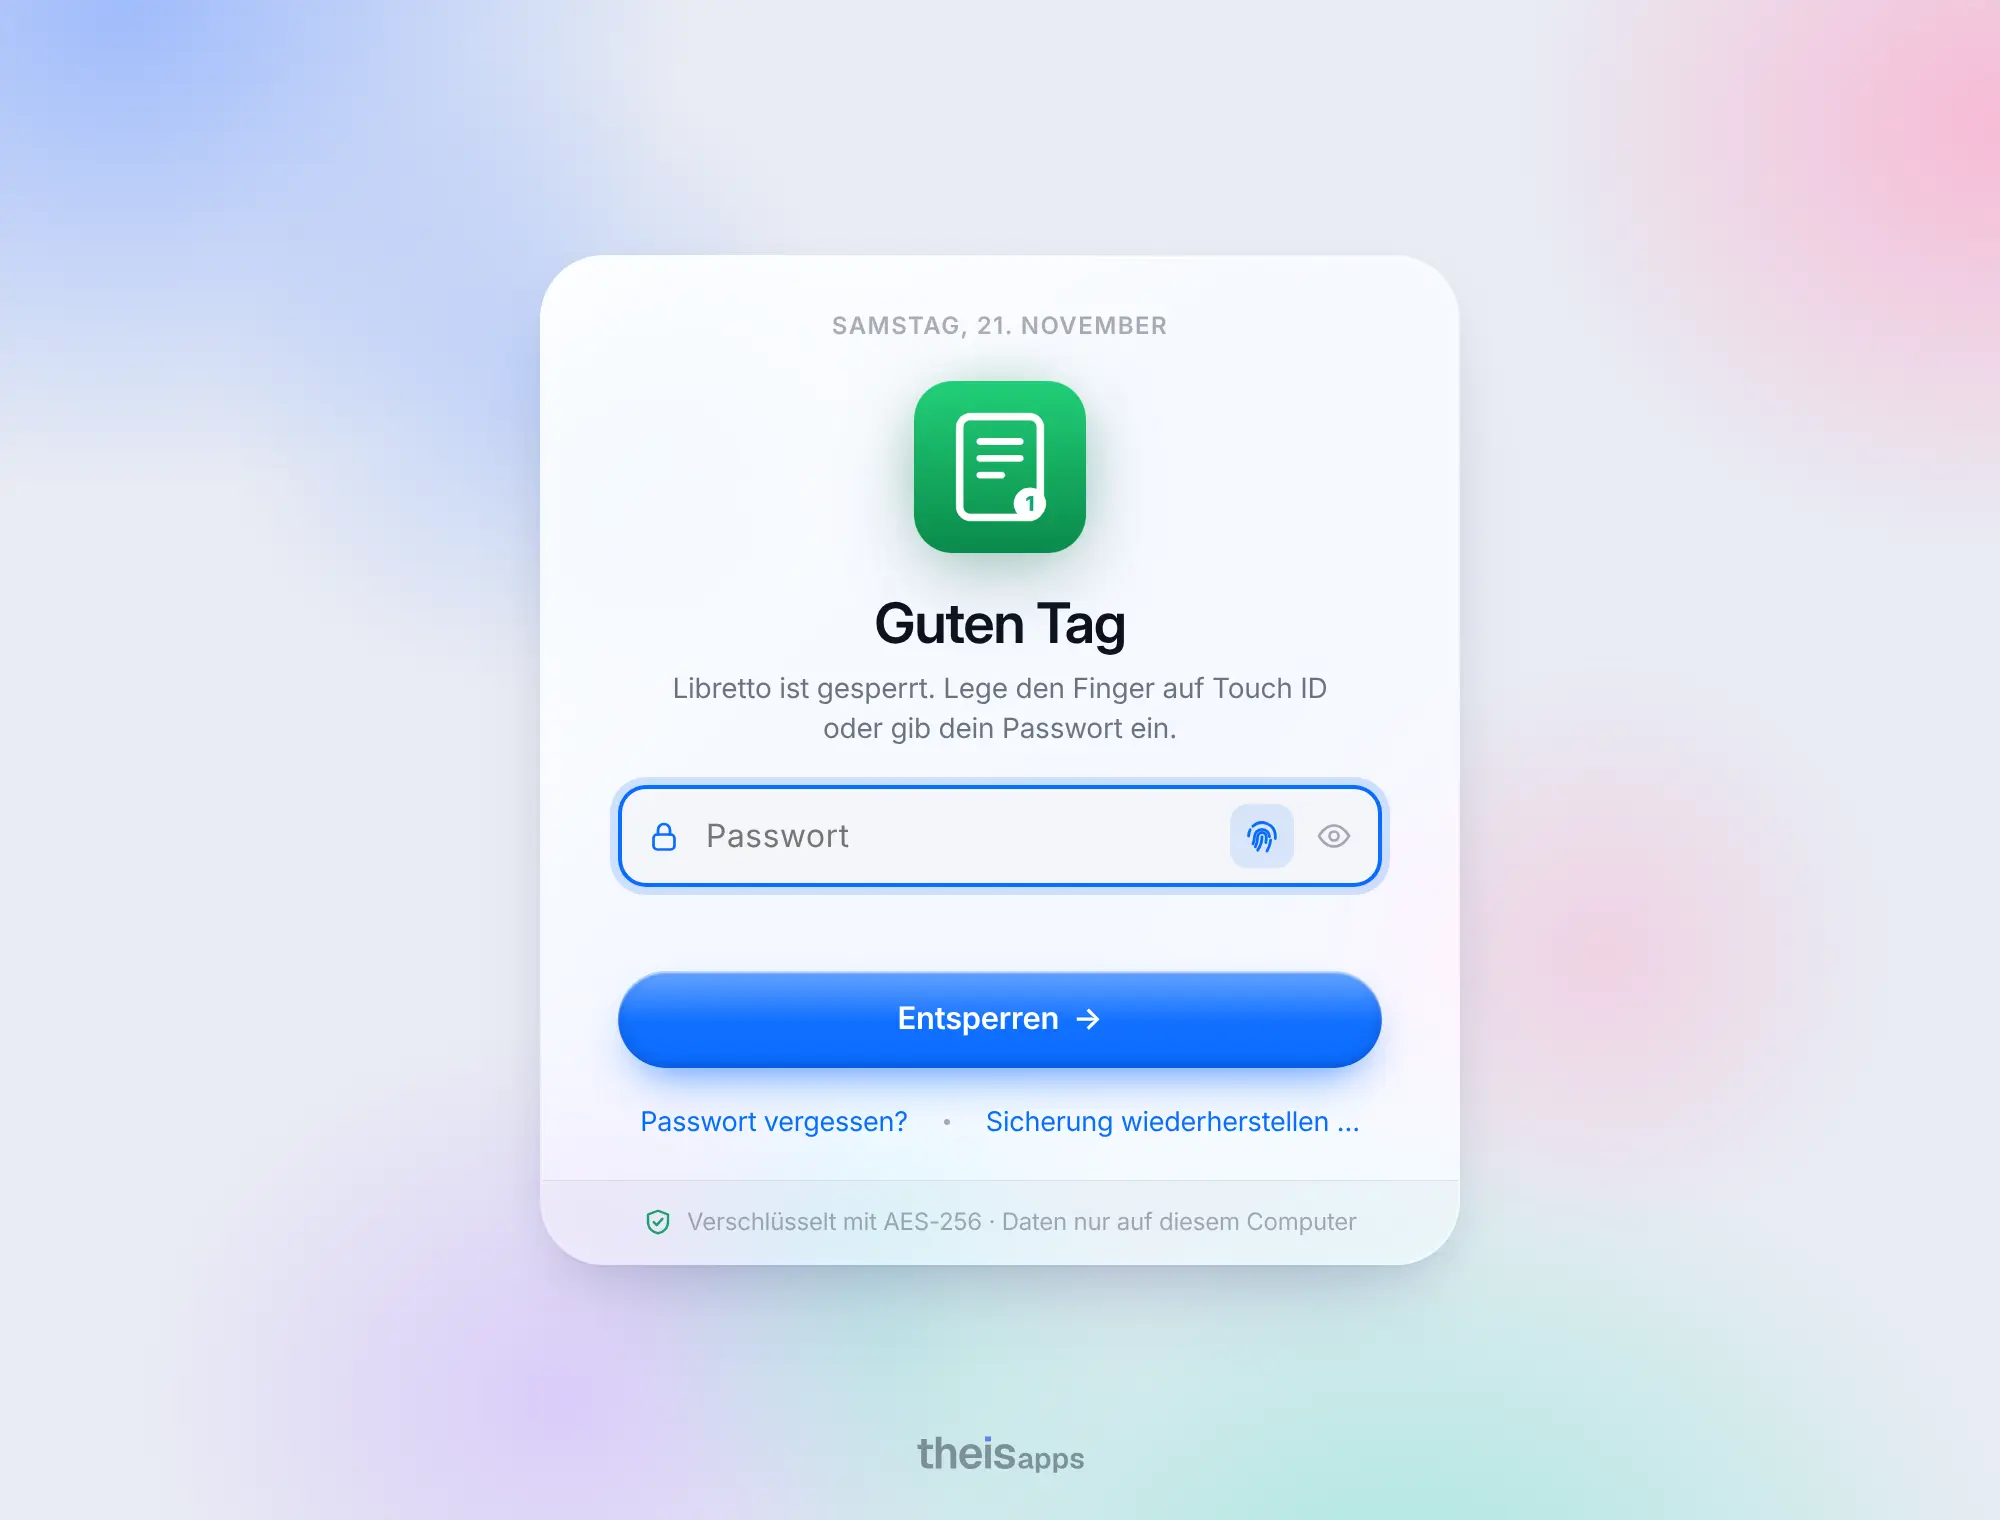 SAMSTAG, 21. NOVEMBER
1
Guten Tag
Libretto ist gesperrt. Lege den Finger auf Touch ID
oder gib dein Passwort ein.
Passwort
Entsperren →
Passwort vergessen? • Sicherung wiederherstellen ...
Verschlüsselt mit AES-256 · Daten nur auf diesem Computer
theisapps